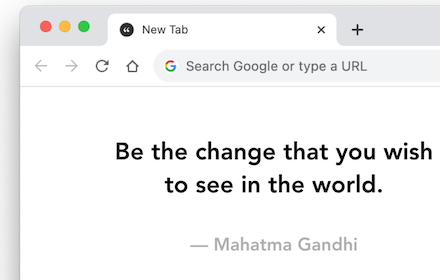 New Tab
Search Google or type a URL
Be the change that you wish
to see in the world.
— Mahatma Gandhi